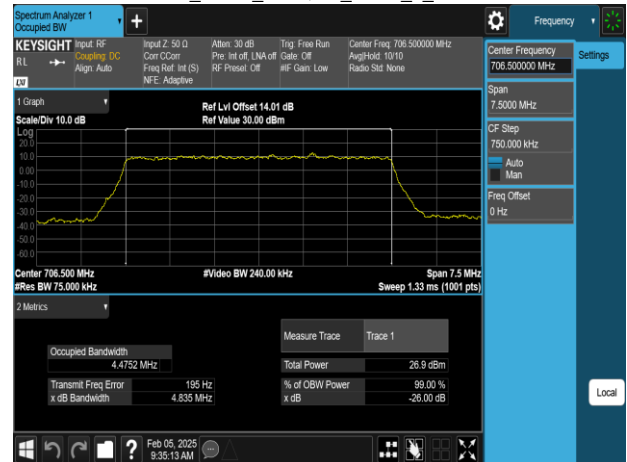 Spectrum Analyzer 1
Occupied BW
Frequency
KEYSIGHT
RL
LXI
Input: RF
Coupling: DC
Align: Auto
Input Z: 50 Ω
Corr CCorr
Freq Ref: Int (S)
NFE: Adaptive
Atten: 30 dB
Pre: Int off, LNA off
RF Presel: Off
Trig: Free Run
Gate: Off
#IF Gain: Low
Center Freq: 706.500000 MHz
Avg|Hold: 10/10
Radio Std: None
Center Frequency
706.500000 MHz
Settings
Span
7.5000 MHz
CF Step
750.000 kHz
Auto
Man
Freq Offset
0 Hz
1 Graph
Scale/Div 10.0 dB
Ref Lvl Offset 14.01 dB
Ref Value 30.00 dBm
Log
20.0
10.0
0.00
-10.0
-20.0
-30.0
-40.0
-50.0
-60.0
Center 706.500 MHz
#Res BW 75.000 kHz
#Video BW 240.00 kHz
Span 7.5 MHz
Sweep 1.33 ms (1001 pts)
2 Metrics
Measure Trace Trace 1
Occupied Bandwidth
4.4752 MHz
Total Power 26.9 dBm
Transmit Freq Error 195 Hz
% of OBW Power 99.00 %
x dB Bandwidth 4.835 MHz
x dB -26.00 dB
Local
Feb 05, 2025
9:35:13 AM